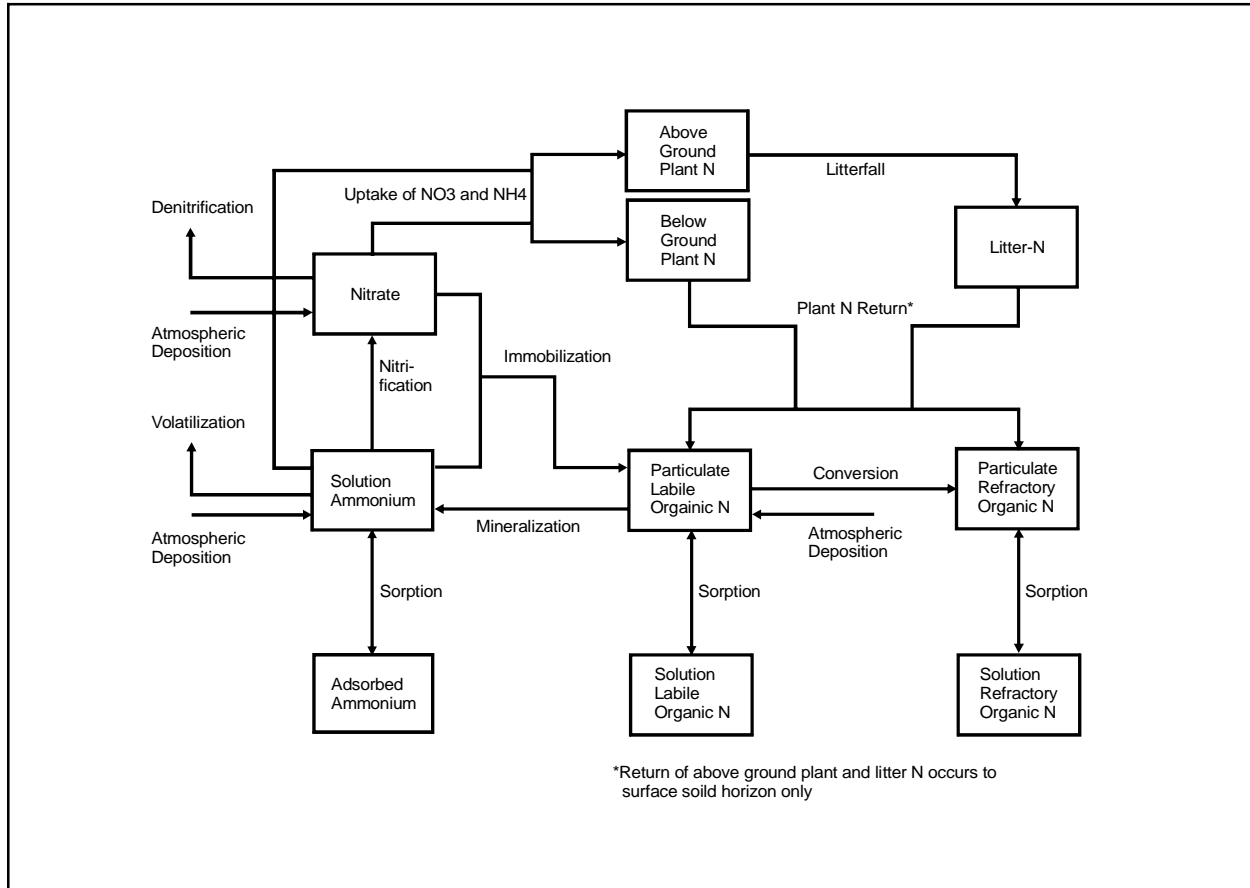 Above
Ground
Plant N
Litterfall
Uptake of NO3 and NH4
Denitrification
Below
Ground
Plant N
Litter-N
Nitrate
Plant N Return*
Atmospheric
Deposition
Nitri-
fication
Immobilization
Volatilization
Solution
Ammonium
Particulate
Labile
Orgainic N
Conversion
Particulate
Refractory
Organic N
Mineralization
Atmospheric
Deposition
Atmospheric
Deposition
Sorption
Sorption
Sorption
Adsorbed
Ammonium
Solution
Labile
Organic N
Solution
Refractory
Organic N
*Return of above ground plant and litter N occurs to
surface soild horizon only